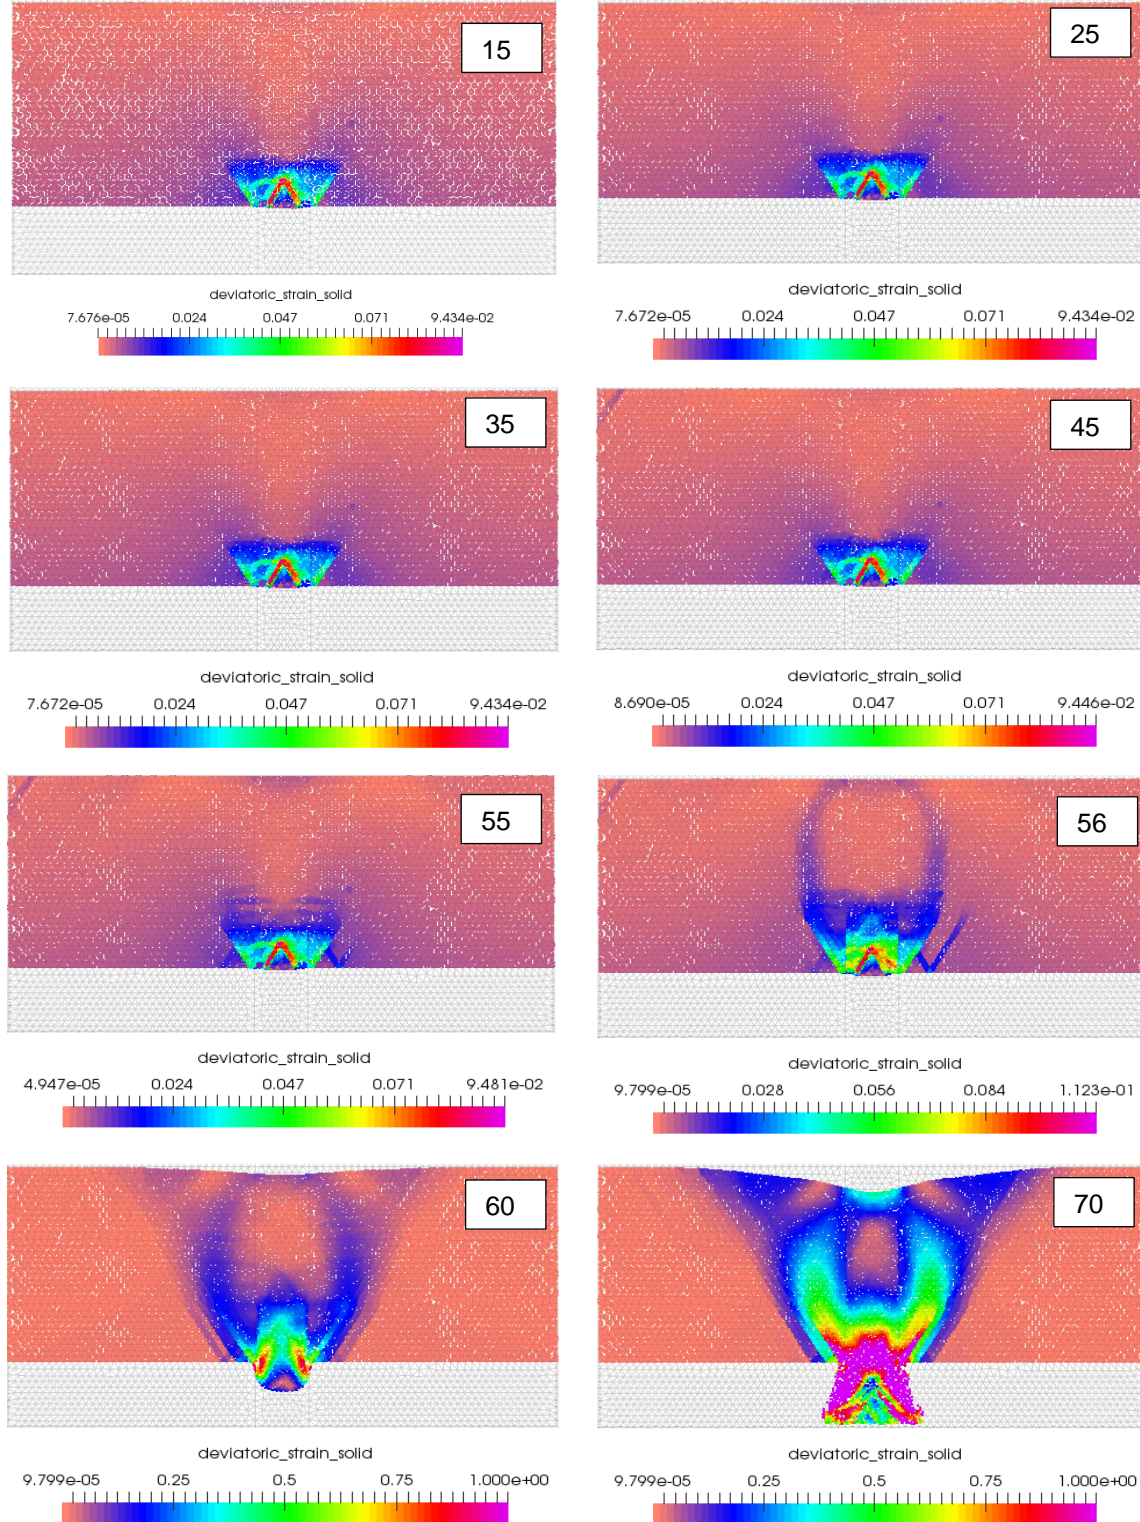 15
25
deviatoric_strain_solid
7.676e-05 0.024 0.047 0.071 9.434e-02
deviatoric_strain_solid
7.672e-05 0.024 0.047 0.071 9.434e-02
35
45
deviatoric_strain_solid
7.672e-05 0.024 0.047 0.071 9.434e-02
deviatoric_strain_solid
8.690e-05 0.024 0.047 0.071 9.446e-02
55
56
deviatoric_strain_solid
4.947e-05 0.024 0.047 0.071 9.481e-02
deviatoric_strain_solid
9.799e-05 0.028 0.056 0.084 1.123e-01
60
70
deviatoric_strain_solid
9.799e-05 0.25 0.5 0.75 1.000e+00
deviatoric_strain_solid
9.799e-05 0.25 0.5 0.75 1.000e+00